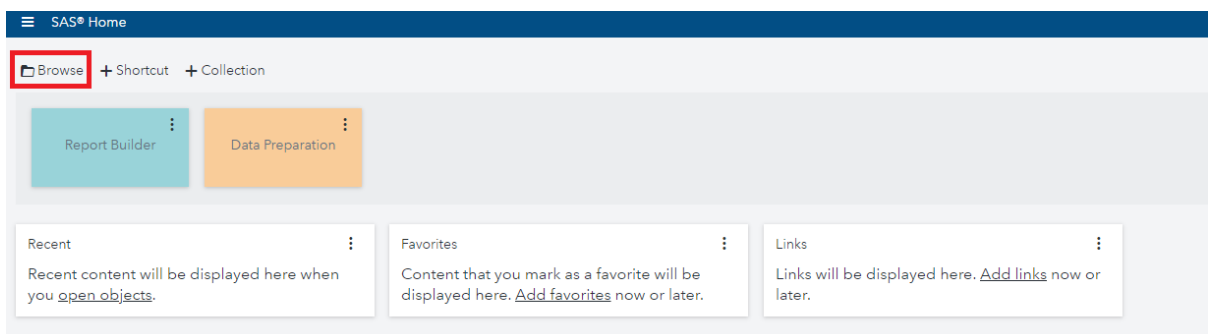 SAS® Home
Browse + Shortcut + Collection
Report Builder
Data Preparation
Recent
Recent content will be displayed here when
you open objects.
Favorites
Content that you mark as a favorite will be
displayed here. Add favorites now or later.
Links
Links will be displayed here. Add links now or
later.